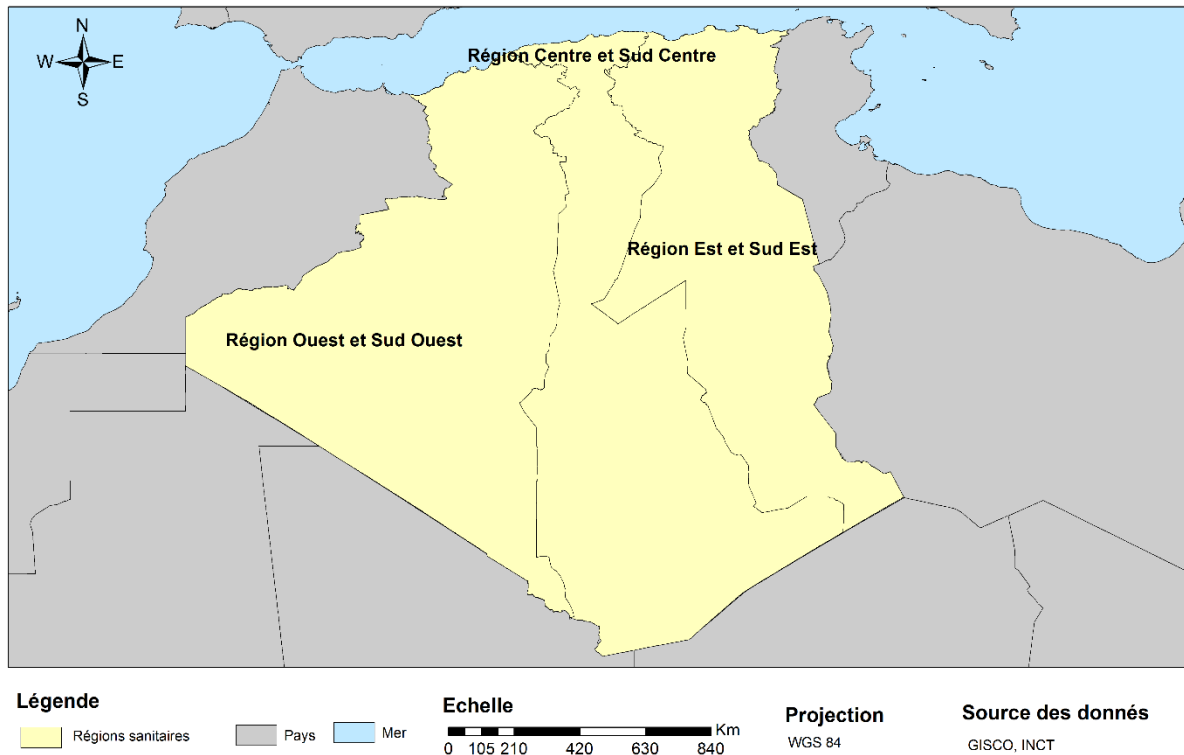 N
W E
S
Région Centre et Sud Centre
Région Est et Sud Est
Région Ouest et Sud Ouest
Légende
Régions sanitaires
Pays
Mer
Echelle
Km
0 105 210 420 630 840
Projection
WGS 84
Source des donnés
GISCO, INCT